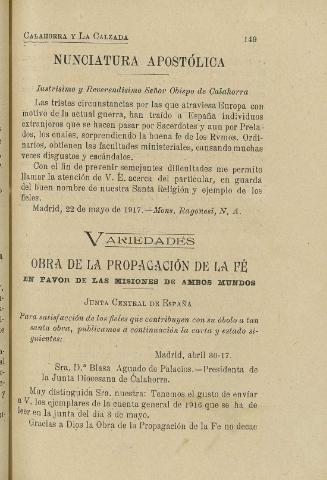 CALAHORRA Y LA CALZADA 149
NUNCIATURA APOSTÓLICA
Ilustrísimo y Reverendísimo Señor Obispo de Calahorra
Las tristes circunstancias por las que atraviesa Europa con
motivo de la actual guerra, han traído a España individuos
extranjeros que se hacen pasar por Sacerdotes y aun por Prela-
dos, los cuales, sorprendiendo la buena fe de los Rvmos. Ordi-
narios, obtienen las facultades ministeriales, causando muchas
veces disgustos y escándalos.
Con el fin de prevenir semejantes dificultades me permito
llamar la atención de V. E. acerca del particular, en guarda
del buen nombre de nuestra Santa Religión y ejemplo de los
fieles.
Madrid, 22 de mayo de 1917.—Mons. Ragonesi, N. A.
VARIEDADES
OBRA DE LA PROPAGACIÓN DE LA FÉ
EN FAVOR DE LAS MISIONES DE AMBOS MUNDOS
JUNTA CENTRAL DE ESPAÑA
Para satisfacción de los fieles que contribuyen con su óbolo a tan
santa obra, publicamos a continuación la carta y estado si-
guientes:
Madrid, abril 30-17.
Sra. D.ª Blasa Aguado de Palacios.—Presidenta de
la Junta Diocesana de Calahorra.
Muy distinguida Sra. nuestra: Tenemos el gusto de enviar
a V. los ejemplares de la cuenta general de 1916 que se ha de
leer en la junta del día 3 de mayo.
Gracias a Dios la Obra de la Propagación de la Fe no decae